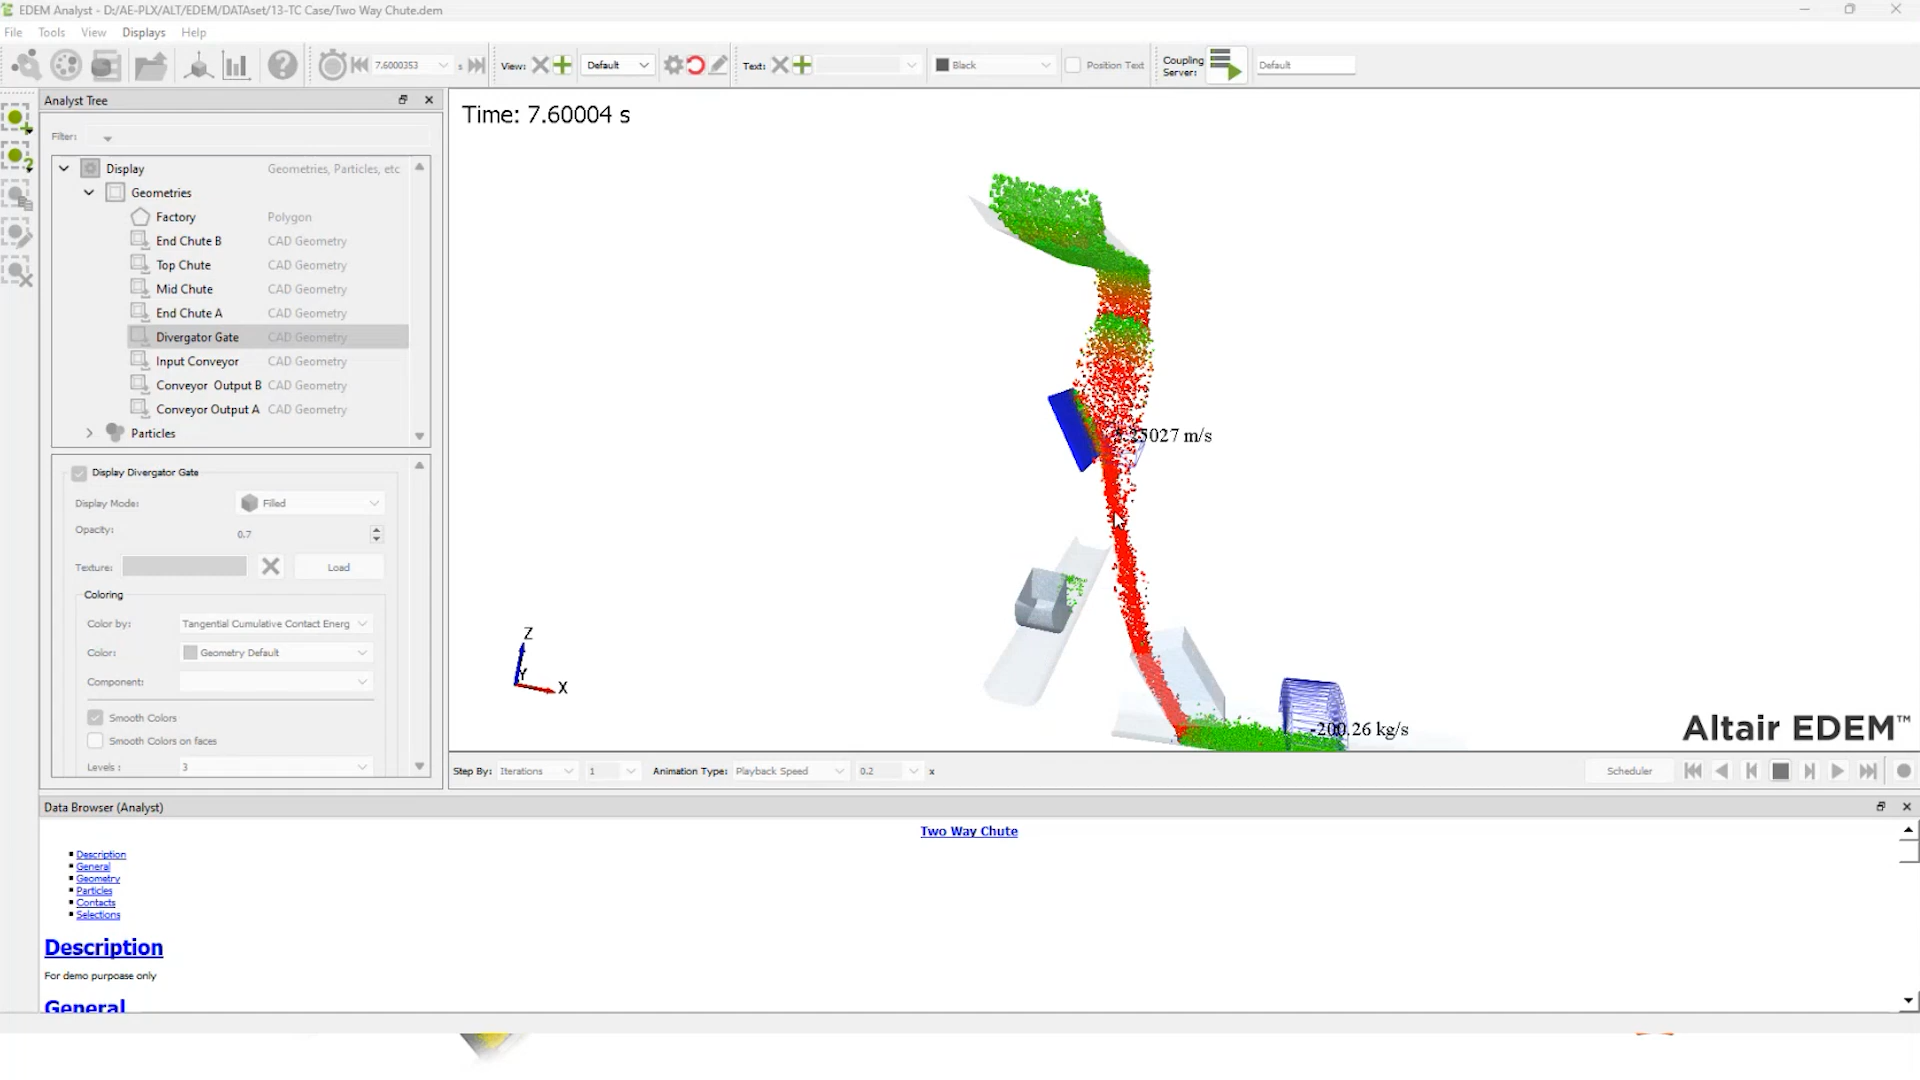 EDEM Analyst - D:/AE-PLX/ALT/EDEM/DATAset/13-TC Case/Two Way Chute.dem
File Tools View Displays Help
7.6000353 s View: Default Text: Black Position Text Coupling Server: Default
Analyst Tree
Filter:
Display Geometries, Particles, etc
Geometries
Factory Polygon
End Chute B CAD Geometry
Top Chute CAD Geometry
Mid Chute CAD Geometry
End Chute A CAD Geometry
Divergator Gate CAD Geometry
Input Conveyor CAD Geometry
Conveyor Output B CAD Geometry
Conveyor Output A CAD Geometry
Particles
Display Divergator Gate
Display Mode: Filled
Opacity: 0.7
Texture: Load
Coloring
Color by: Tangential Cumulative Contact Energ
Color: Geometry Default
Component:
Smooth Colors
Smooth Colors on faces
Levels : 3
Time: 7.60004 s
25027 m/s
-200.26 kg/s
Z
Y
X
Altair EDEM™
Step By: Iterations 1 Animation Type: Playback Speed 0.2 x Scheduler
Data Browser (Analyst)
Two Way Chute
Description
General
Geometry
Particles
Contacts
Selections
Description
For demo purpoase only
General